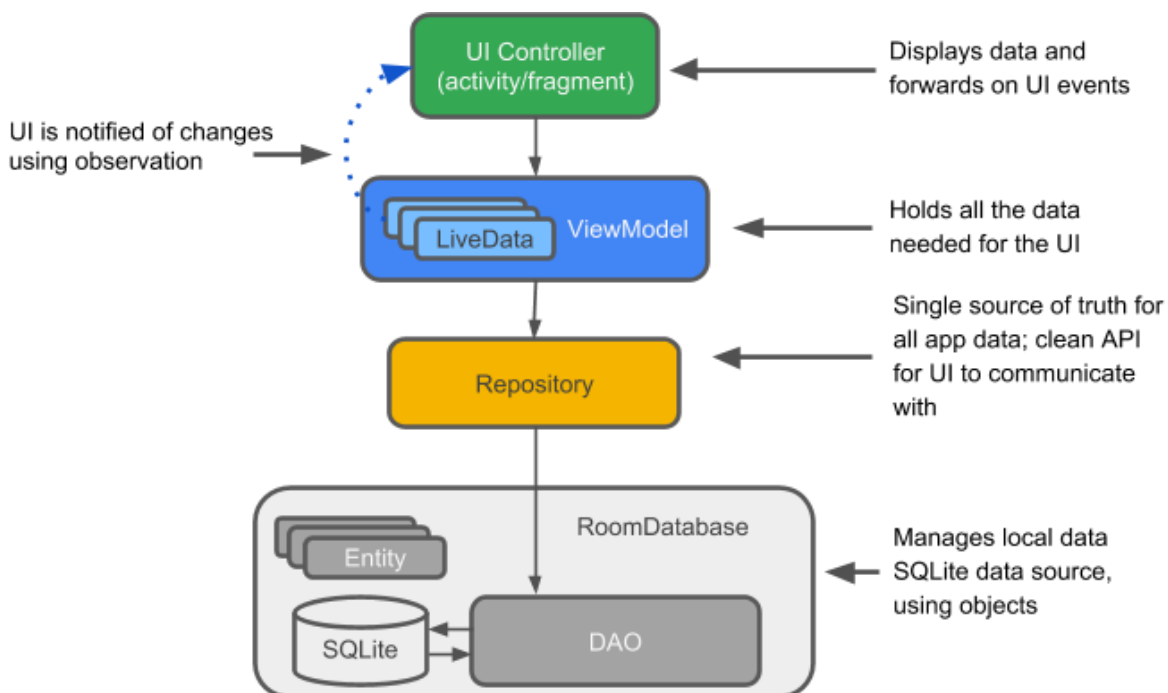 UI Controller
(activity/fragment)
Displays data and
forwards on UI events
UI is notified of changes
using observation
LiveData
ViewModel
Holds all the data
needed for the UI
Repository
Single source of truth for
all app data; clean API
for UI to communicate
with
RoomDatabase
Entity
SQLite
DAO
Manages local data
SQLite data source,
using objects